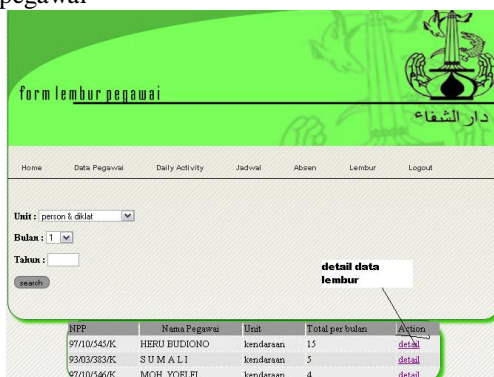 pegawai
form lembur pegawai
دار الشفاء
Home Data Pegawai Daily Activity Jadwal Absen Lembur Logout
Unit : person & diklat
Bulan : 1
Tahun :
search
detail data
lembur
NPP Nama Pegawai Unit Total per bulan Action
97/10/545/K HERU BUDIONO kendaraan 15 detail
93/03/383/K S U M A L I kendaraan 5 detail
97/10/546/K MOH. YOELEI kendaraan 4 detail